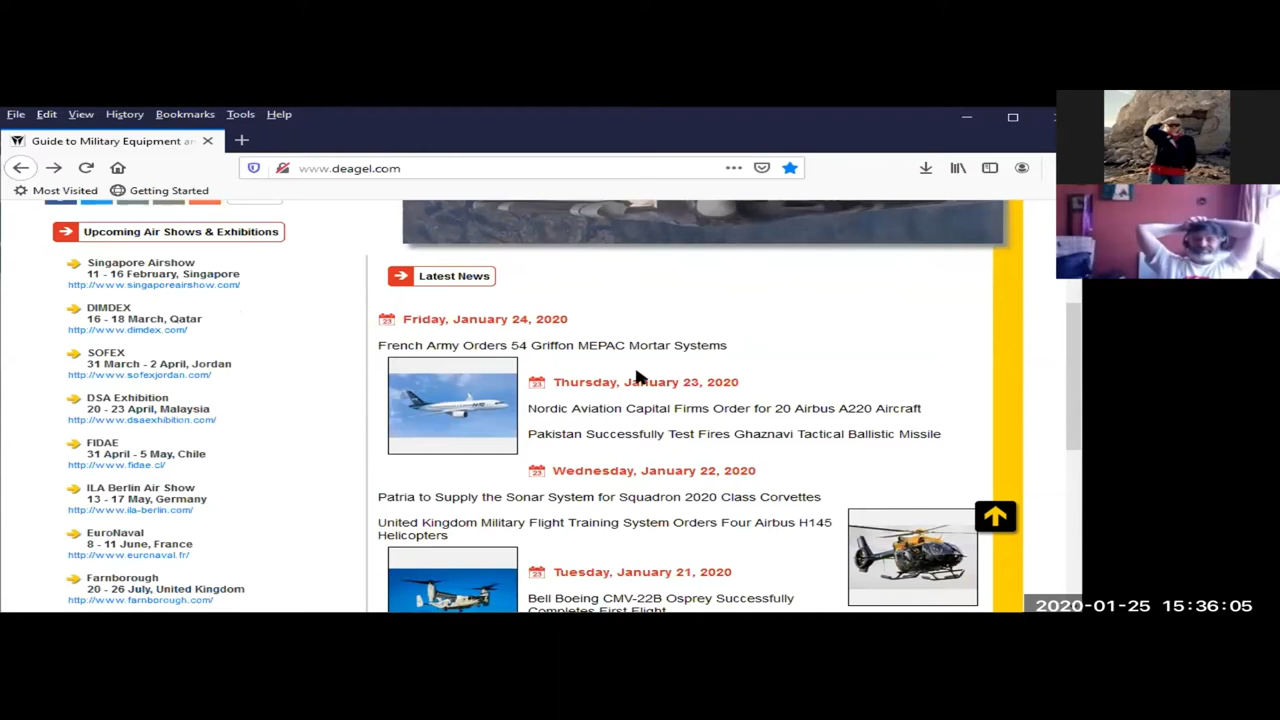 File Edit View History Bookmarks Tools Help
Guide to Military Equipment a
www.deagel.com
Most Visited Getting Started
Upcoming Air Shows & Exhibitions
Singapore Airshow
11 - 16 February, Singapore
http://www.singaporeairshow.com/
DIMDEX
16 - 18 March, Qatar
http://www.dimdex.com/
SOFEX
31 March - 2 April, Jordan
http://www.sofexjordan.com/
DSA Exhibition
20 - 23 April, Malaysia
http://www.dsaexhibition.com/
FIDAE
31 April - 5 May, Chile
http://www.fidae.cl/
ILA Berlin Air Show
13 - 17 May, Germany
http://www.ila-berlin.com/
EuroNaval
8 - 11 June, France
http://www.euronaval.fr/
Farnborough
20 - 26 July, United Kingdom
http://www.farnborough.com/
Latest News
Friday, January 24, 2020
French Army Orders 54 Griffon MEPAC Mortar Systems
Thursday, January 23, 2020
Nordic Aviation Capital Firms Order for 20 Airbus A220 Aircraft
Pakistan Successfully Test Fires Ghaznavi Tactical Ballistic Missile
Wednesday, January 22, 2020
Patria to Supply the Sonar System for Squadron 2020 Class Corvettes
United Kingdom Military Flight Training System Orders Four Airbus H145
Helicopters
Tuesday, January 21, 2020
Bell Boeing CMV-22B Osprey Successfully
Completes First Flight
2020-01-25 15:36:05